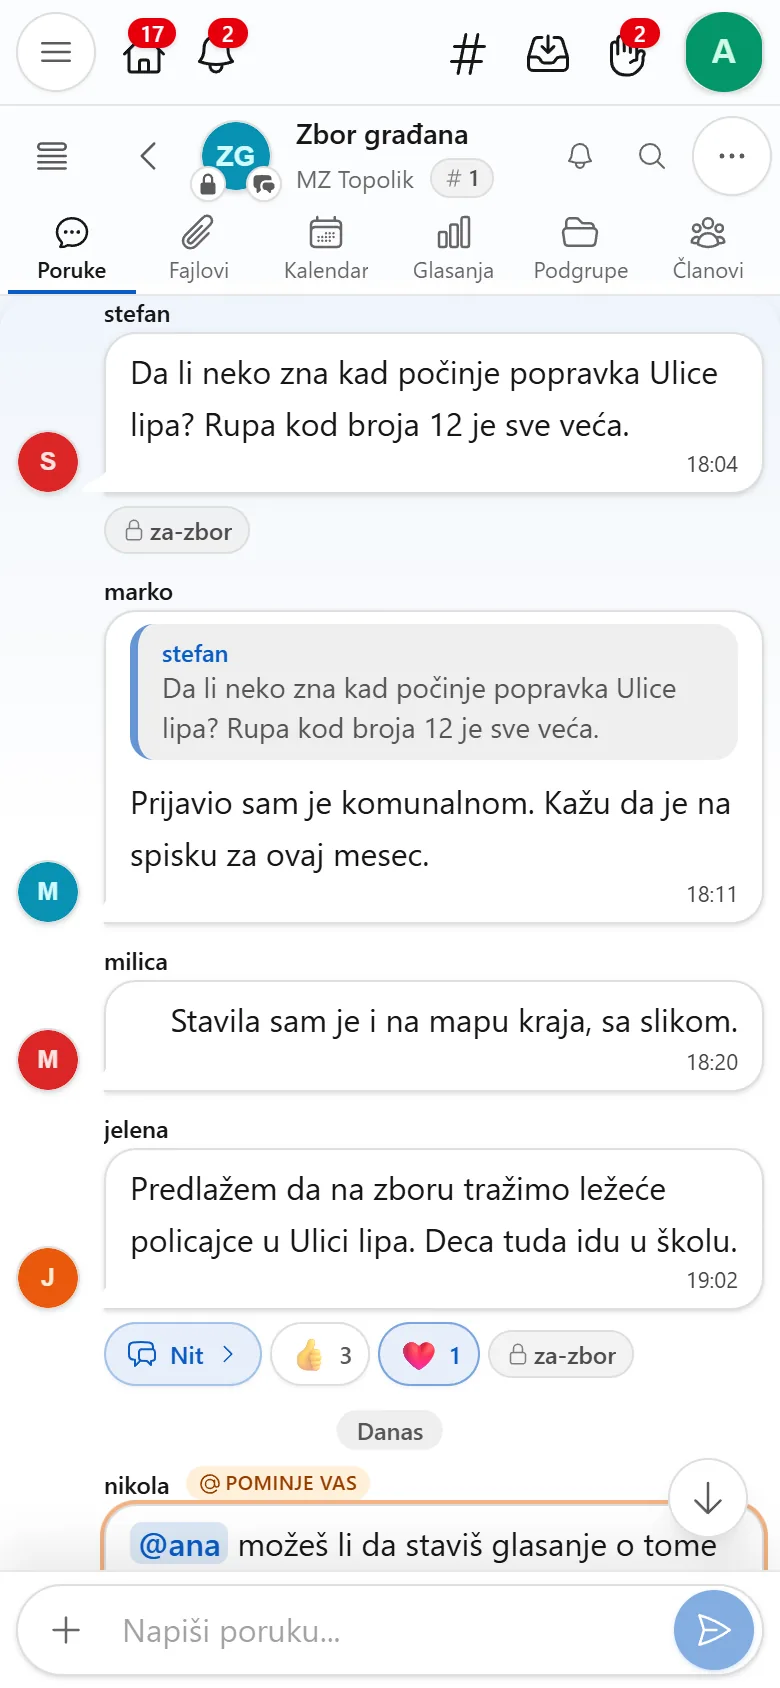 17
2
#
2
A
ZG
Zbor građana
MZ Topolik
# 1
Poruke
Fajlovi
Kalendar
Glasanja
Podgrupe
Članovi
stefan
Da li neko zna kad počinje popravka Ulice
lipa? Rupa kod broja 12 je sve veća.
18:04
S
za-zbor
marko
stefan
Da li neko zna kad počinje popravka Ulice
lipa? Rupa kod broja 12 je sve veća.
Prijavio sam je komunalnom. Kažu da je na
spisku za ovaj mesec.
18:11
M
milica
Stavila sam je i na mapu kraja, sa slikom.
18:20
M
jelena
Predlažem da na zboru tražimo ležeće
policajce u Ulici lipa. Deca tuda idu u školu.
19:02
J
Nit
👍 3
❤️ 1
za-zbor
Danas
nikola
@ POMINJE VAS
@ana možeš li da staviš glasanje o tome
Napiši poruku...